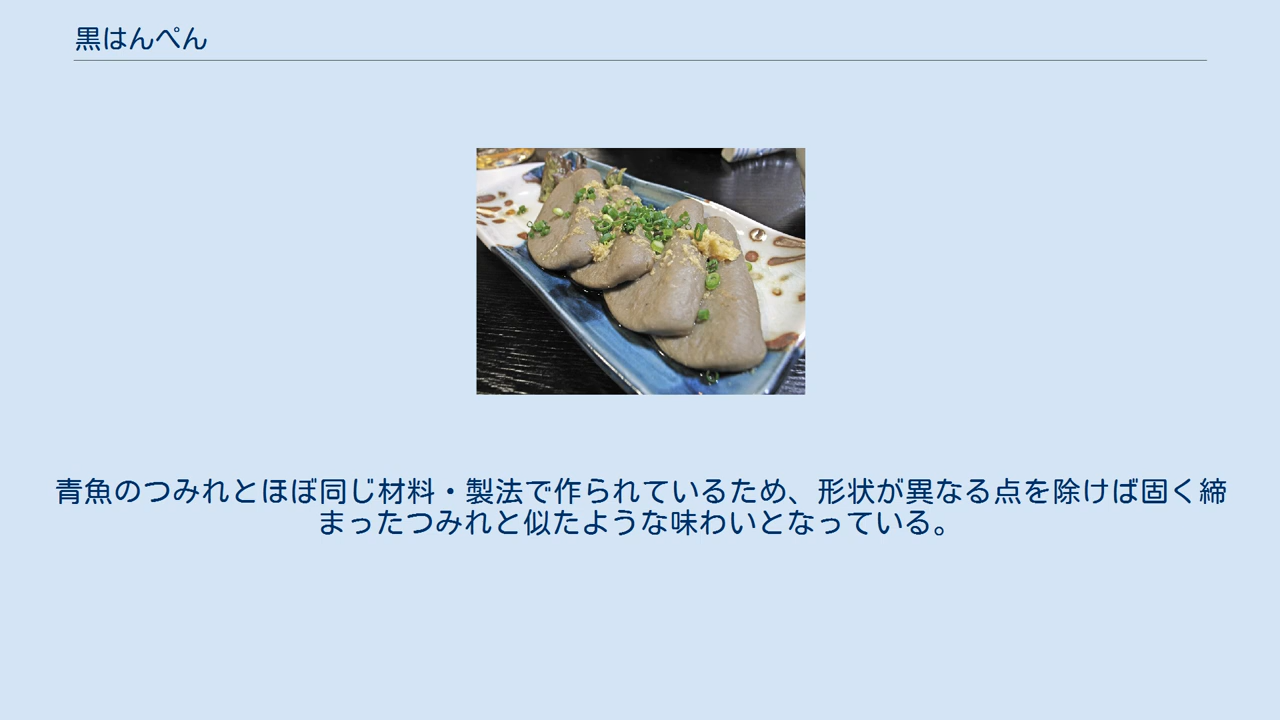 黒はんぺん
青魚のつみれとほぼ同じ材料・製法で作られているため、形状が異なる点を除けば固く締
まったつみれと似たような味わいとなっている。